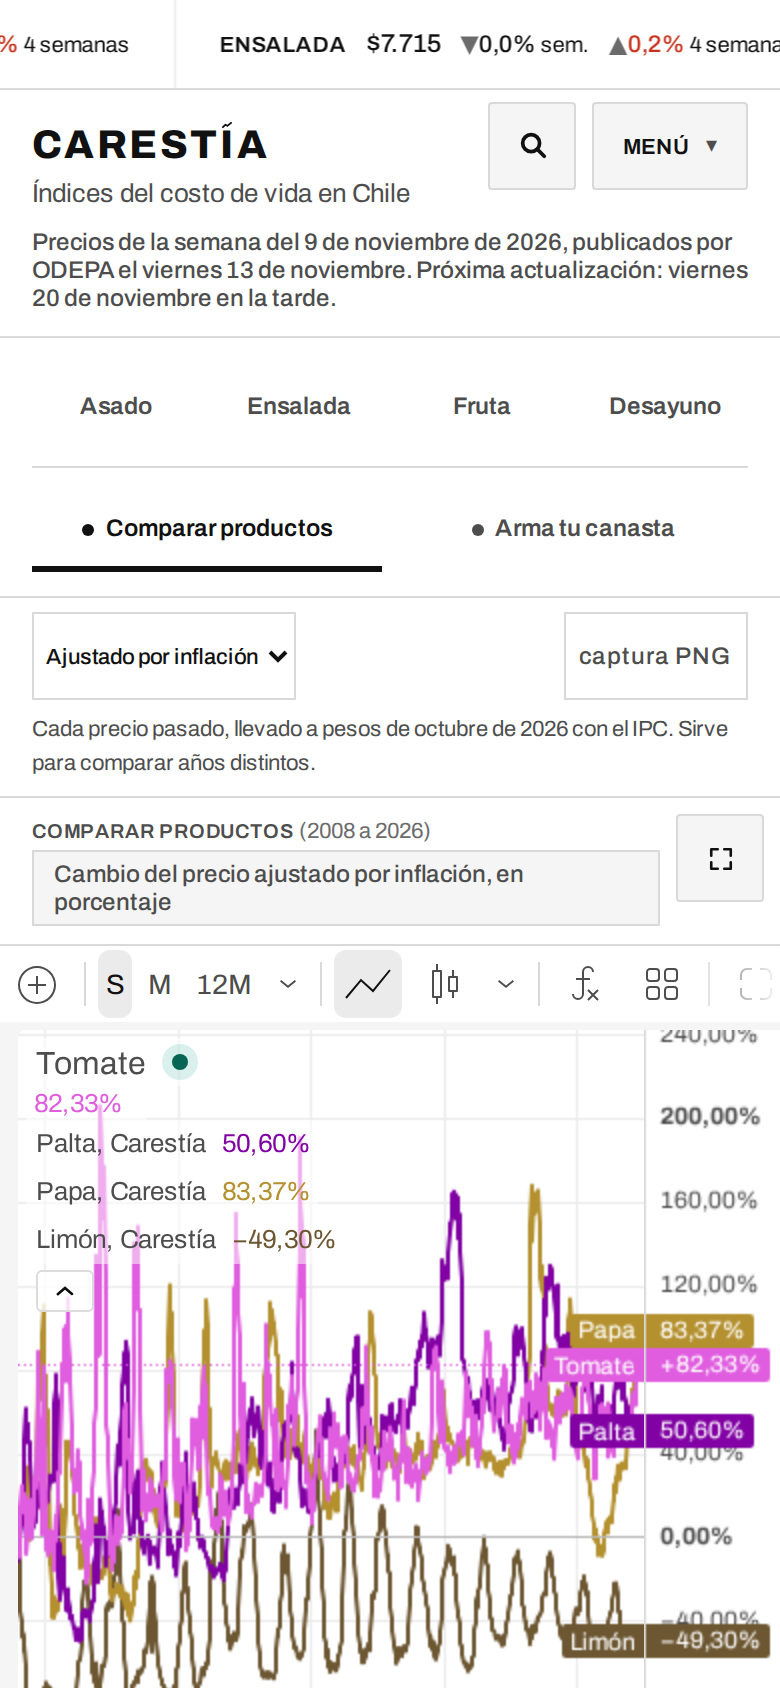 % 4 semanas
ENSALADA $7.715 ▼0,0% sem. ▲0,2% 4 semana
CARESTÍA
Índices del costo de vida en Chile
MENÚ ▼
Precios de la semana del 9 de noviembre de 2026, publicados por
ODEPA el viernes 13 de noviembre. Próxima actualización: viernes
20 de noviembre en la tarde.
Asado Ensalada Fruta Desayuno
● Comparar productos ● Arma tu canasta
Ajustado por inflación
captura PNG
Cada precio pasado, llevado a pesos de octubre de 2026 con el IPC. Sirve
para comparar años distintos.
COMPARAR PRODUCTOS (2008 a 2026)
Cambio del precio ajustado por inflación, en
porcentaje
S M 12M
Tomate
82,33%
Palta, Carestía 50,60%
Papa, Carestía 83,37%
Limón, Carestía −49,30%
240,00%
200,00%
160,00%
120,00%
Papa 83,37%
Tomate +82,33%
Palta 50,60%
40,00%
0,00%
−40,00%
Limón −49,30%